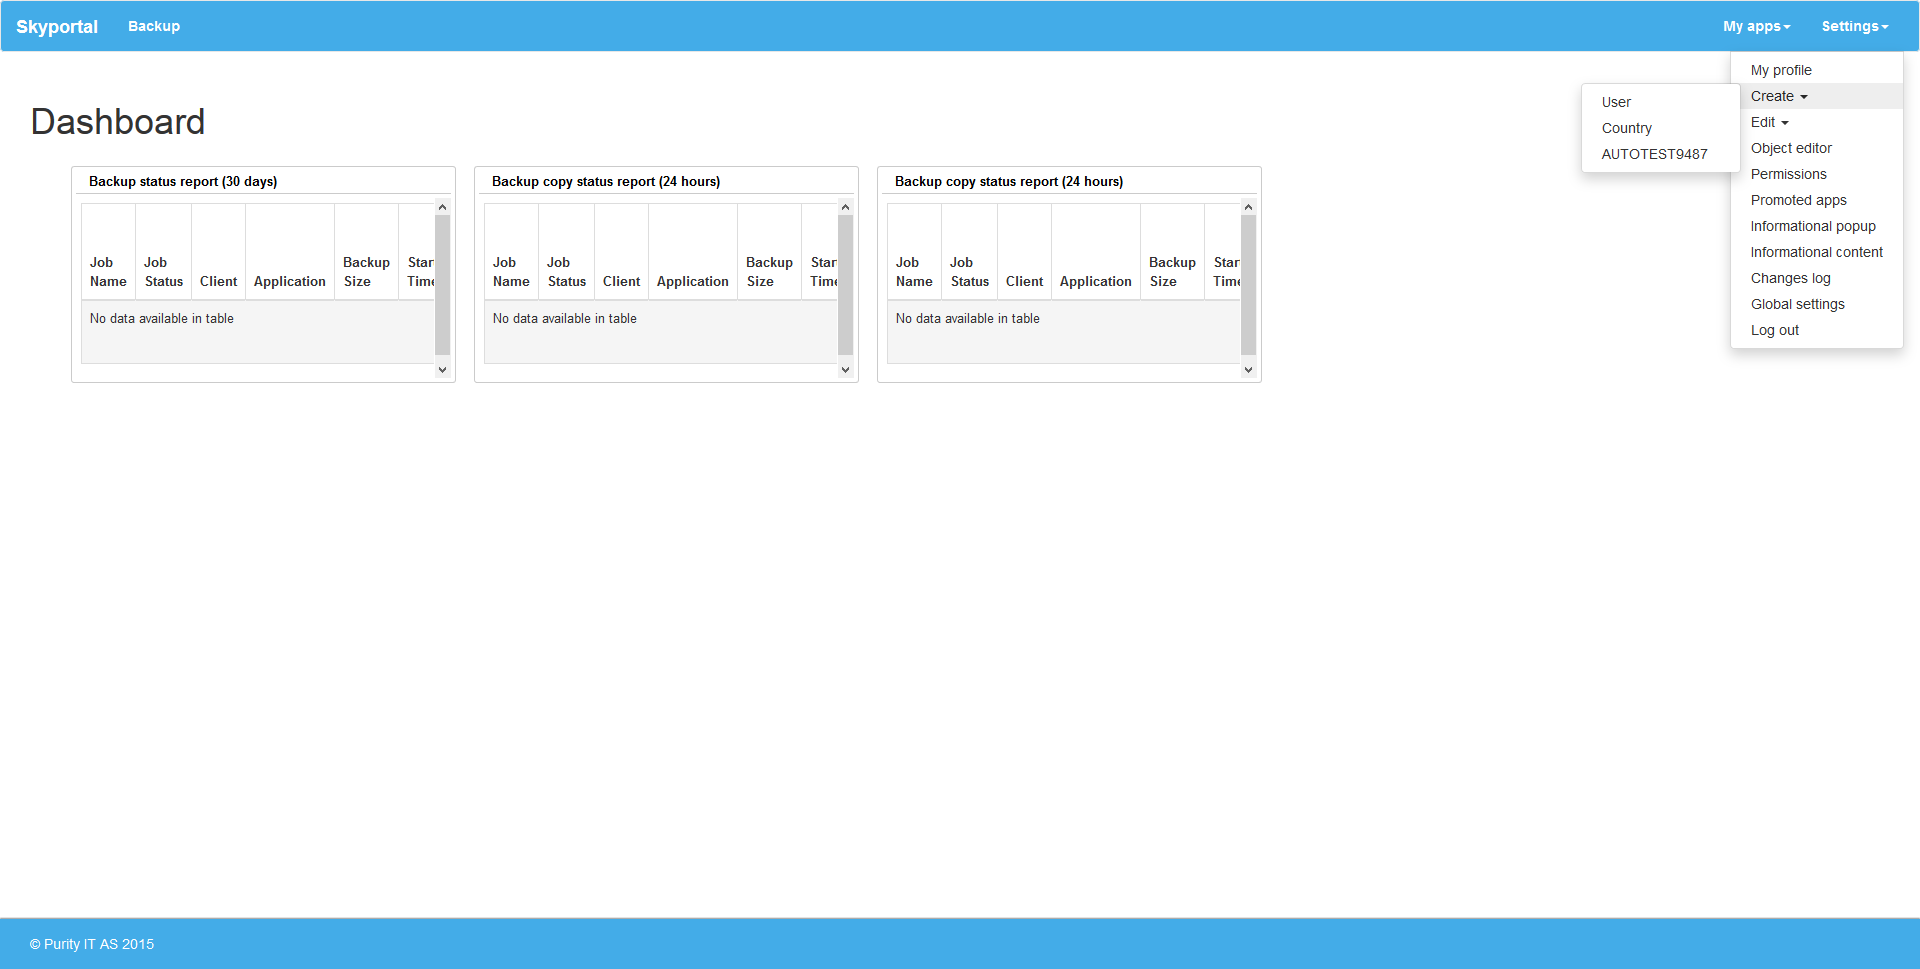 Skyportal Backup My apps Settings
My profile
Create
Edit
Object editor
Permissions
Promoted apps
Informational popup
Informational content
Changes log
Global settings
Log out
User
Country
AUTOTEST9487
Dashboard
Backup status report (30 days)
Job Name Job Status Client Application Backup Size Star Time
No data available in table
Backup copy status report (24 hours)
Job Name Job Status Client Application Backup Size Star Time
No data available in table
Backup copy status report (24 hours)
Job Name Job Status Client Application Backup Size Star Time
No data available in table
© Purity IT AS 2015